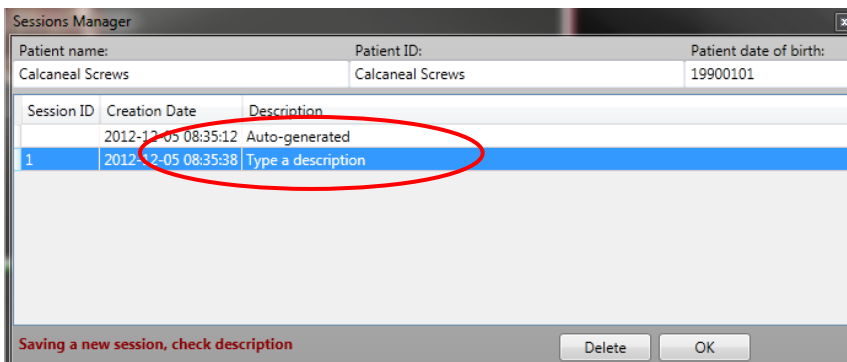 Sessions Manager
Patient name: Patient ID: Patient date of birth:
Calcaneal Screws Calcaneal Screws 19900101
Session ID Creation Date Description
2012-12-05 08:35:12 Auto-generated
1 2012-12-05 08:35:38 Type a description
Saving a new session, check description Delete OK